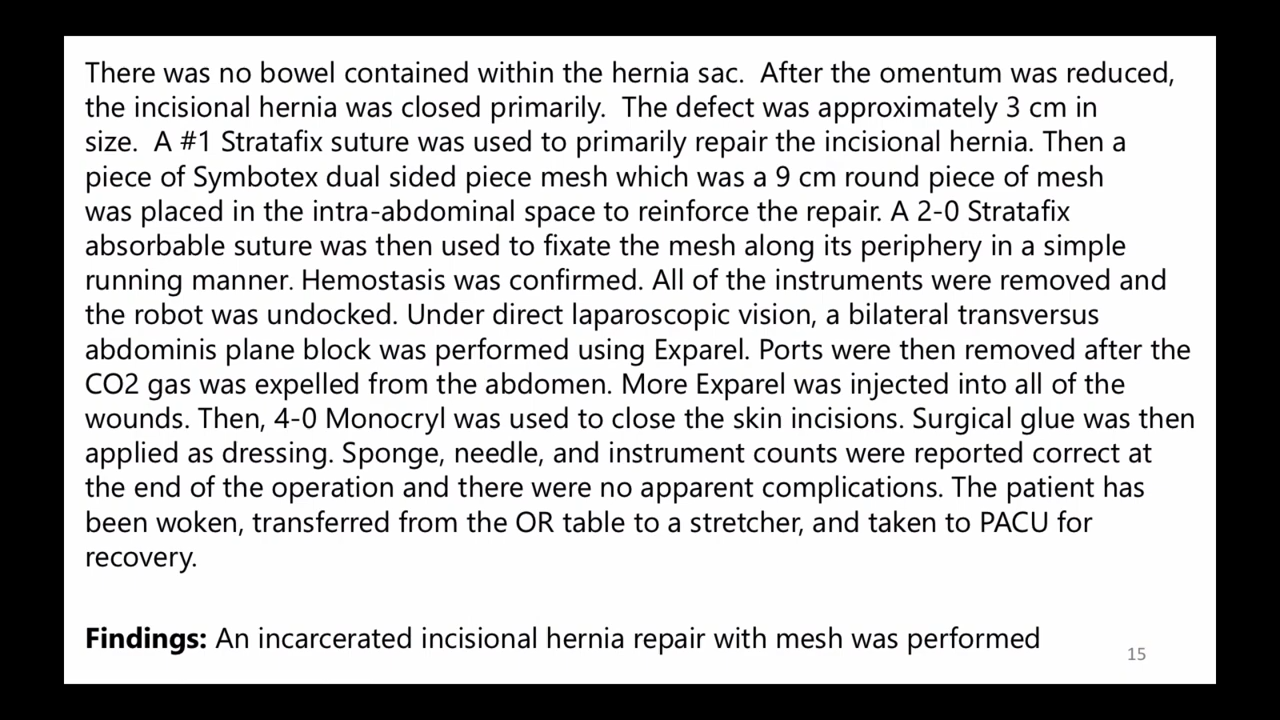 There was no bowel contained within the hernia sac.  After the omentum was reduced,
the incisional hernia was closed primarily.  The defect was approximately 3 cm in
size.  A #1 Stratafix suture was used to primarily repair the incisional hernia. Then a
piece of Symbotex dual sided piece mesh which was a 9 cm round piece of mesh
was placed in the intra-abdominal space to reinforce the repair. A 2-0 Stratafix
absorbable suture was then used to fixate the mesh along its periphery in a simple
running manner. Hemostasis was confirmed. All of the instruments were removed and
the robot was undocked. Under direct laparoscopic vision, a bilateral transversus
abdominis plane block was performed using Exparel. Ports were then removed after the
CO2 gas was expelled from the abdomen. More Exparel was injected into all of the
wounds. Then, 4-0 Monocryl was used to close the skin incisions. Surgical glue was then
applied as dressing. Sponge, needle, and instrument counts were reported correct at
the end of the operation and there were no apparent complications. The patient has
been woken, transferred from the OR table to a stretcher, and taken to PACU for
recovery.
Findings: An incarcerated incisional hernia repair with mesh was performed
15